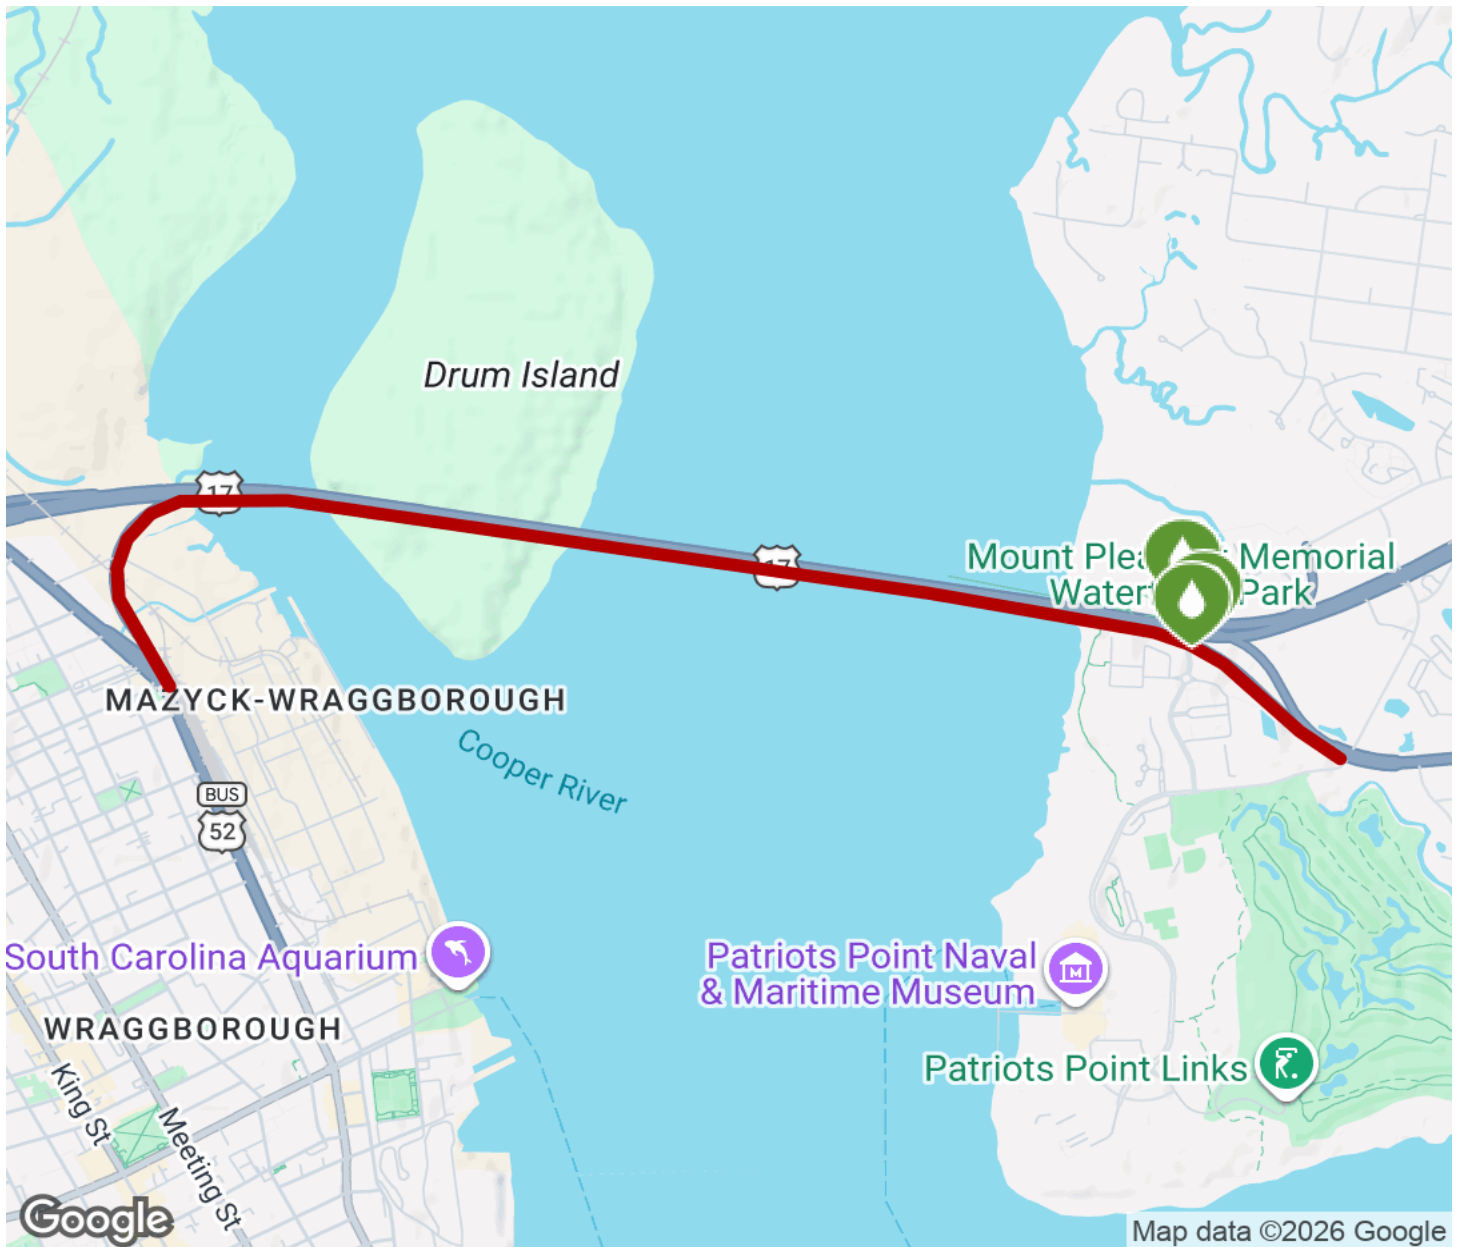 Drum Island
17
17
Mount Plea
Memorial
Water
Park
MAZYCK-WRAGGBOROUGH
Cooper River
BUS
52
South Carolina Aquarium
Patriots Point Naval
& Maritime Museum
WRAGGBOROUGH
Patriots Point Links
King St
Meeting St
Google
Map data ©2026 Google